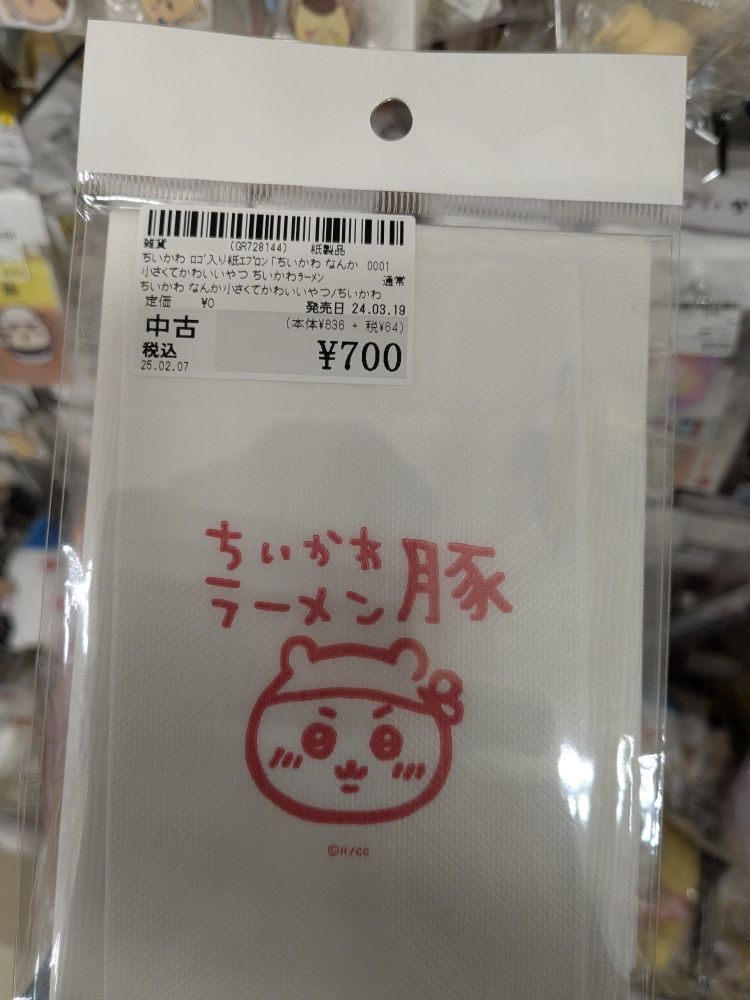 雑貨 (GR728144) 紙製品
ちいかわ ロゴ入り紙エプロン 「ちいかわ なんか 0001
小さくてかわいいやつ ちいかわラーメン 通常
ちいかわ なんか小さくてかわいいやつ/ちいかわ
定価 ¥0 発売日 24.03.19
中古 (本体¥636 + 税¥64)
税込 ¥700
25.02.07
ちいかわ
ラーメン 豚
©n/cc